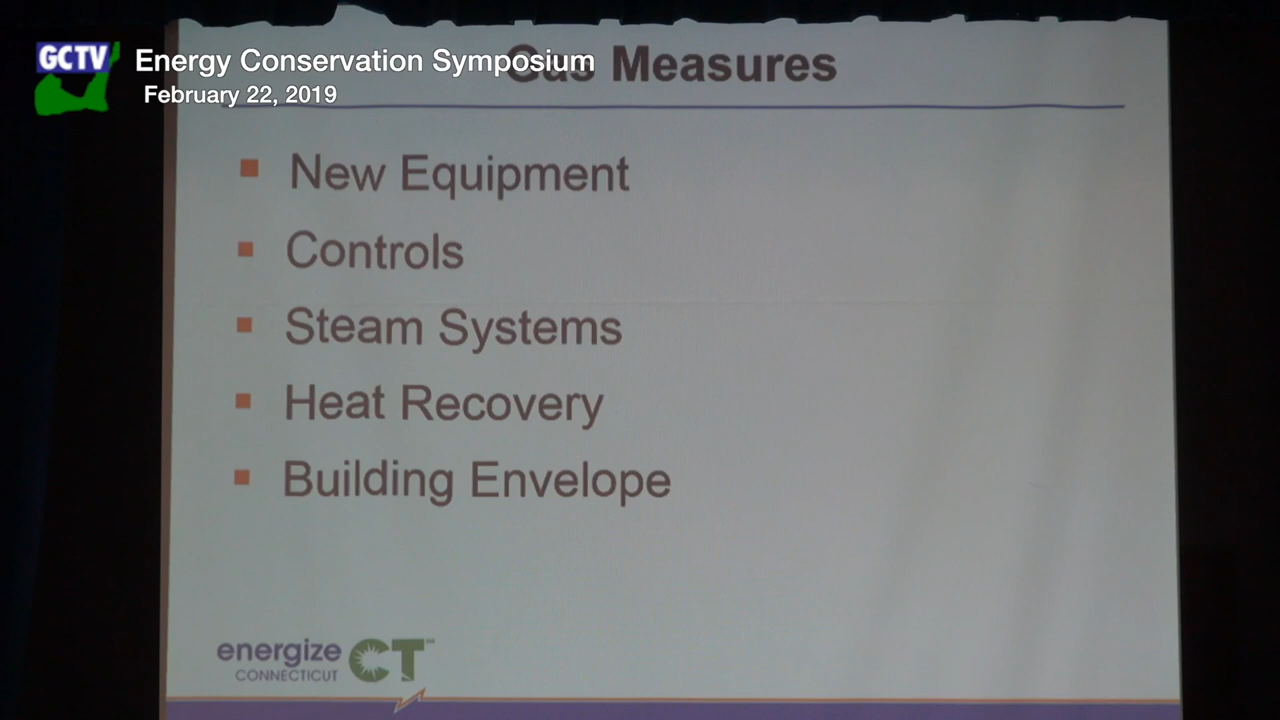 GCTV
Energy Conservation Symposium
February 22, 2019
Gas Measures
New Equipment
Controls
Steam Systems
Heat Recovery
Building Envelope
energize CT™
CONNECTICUT